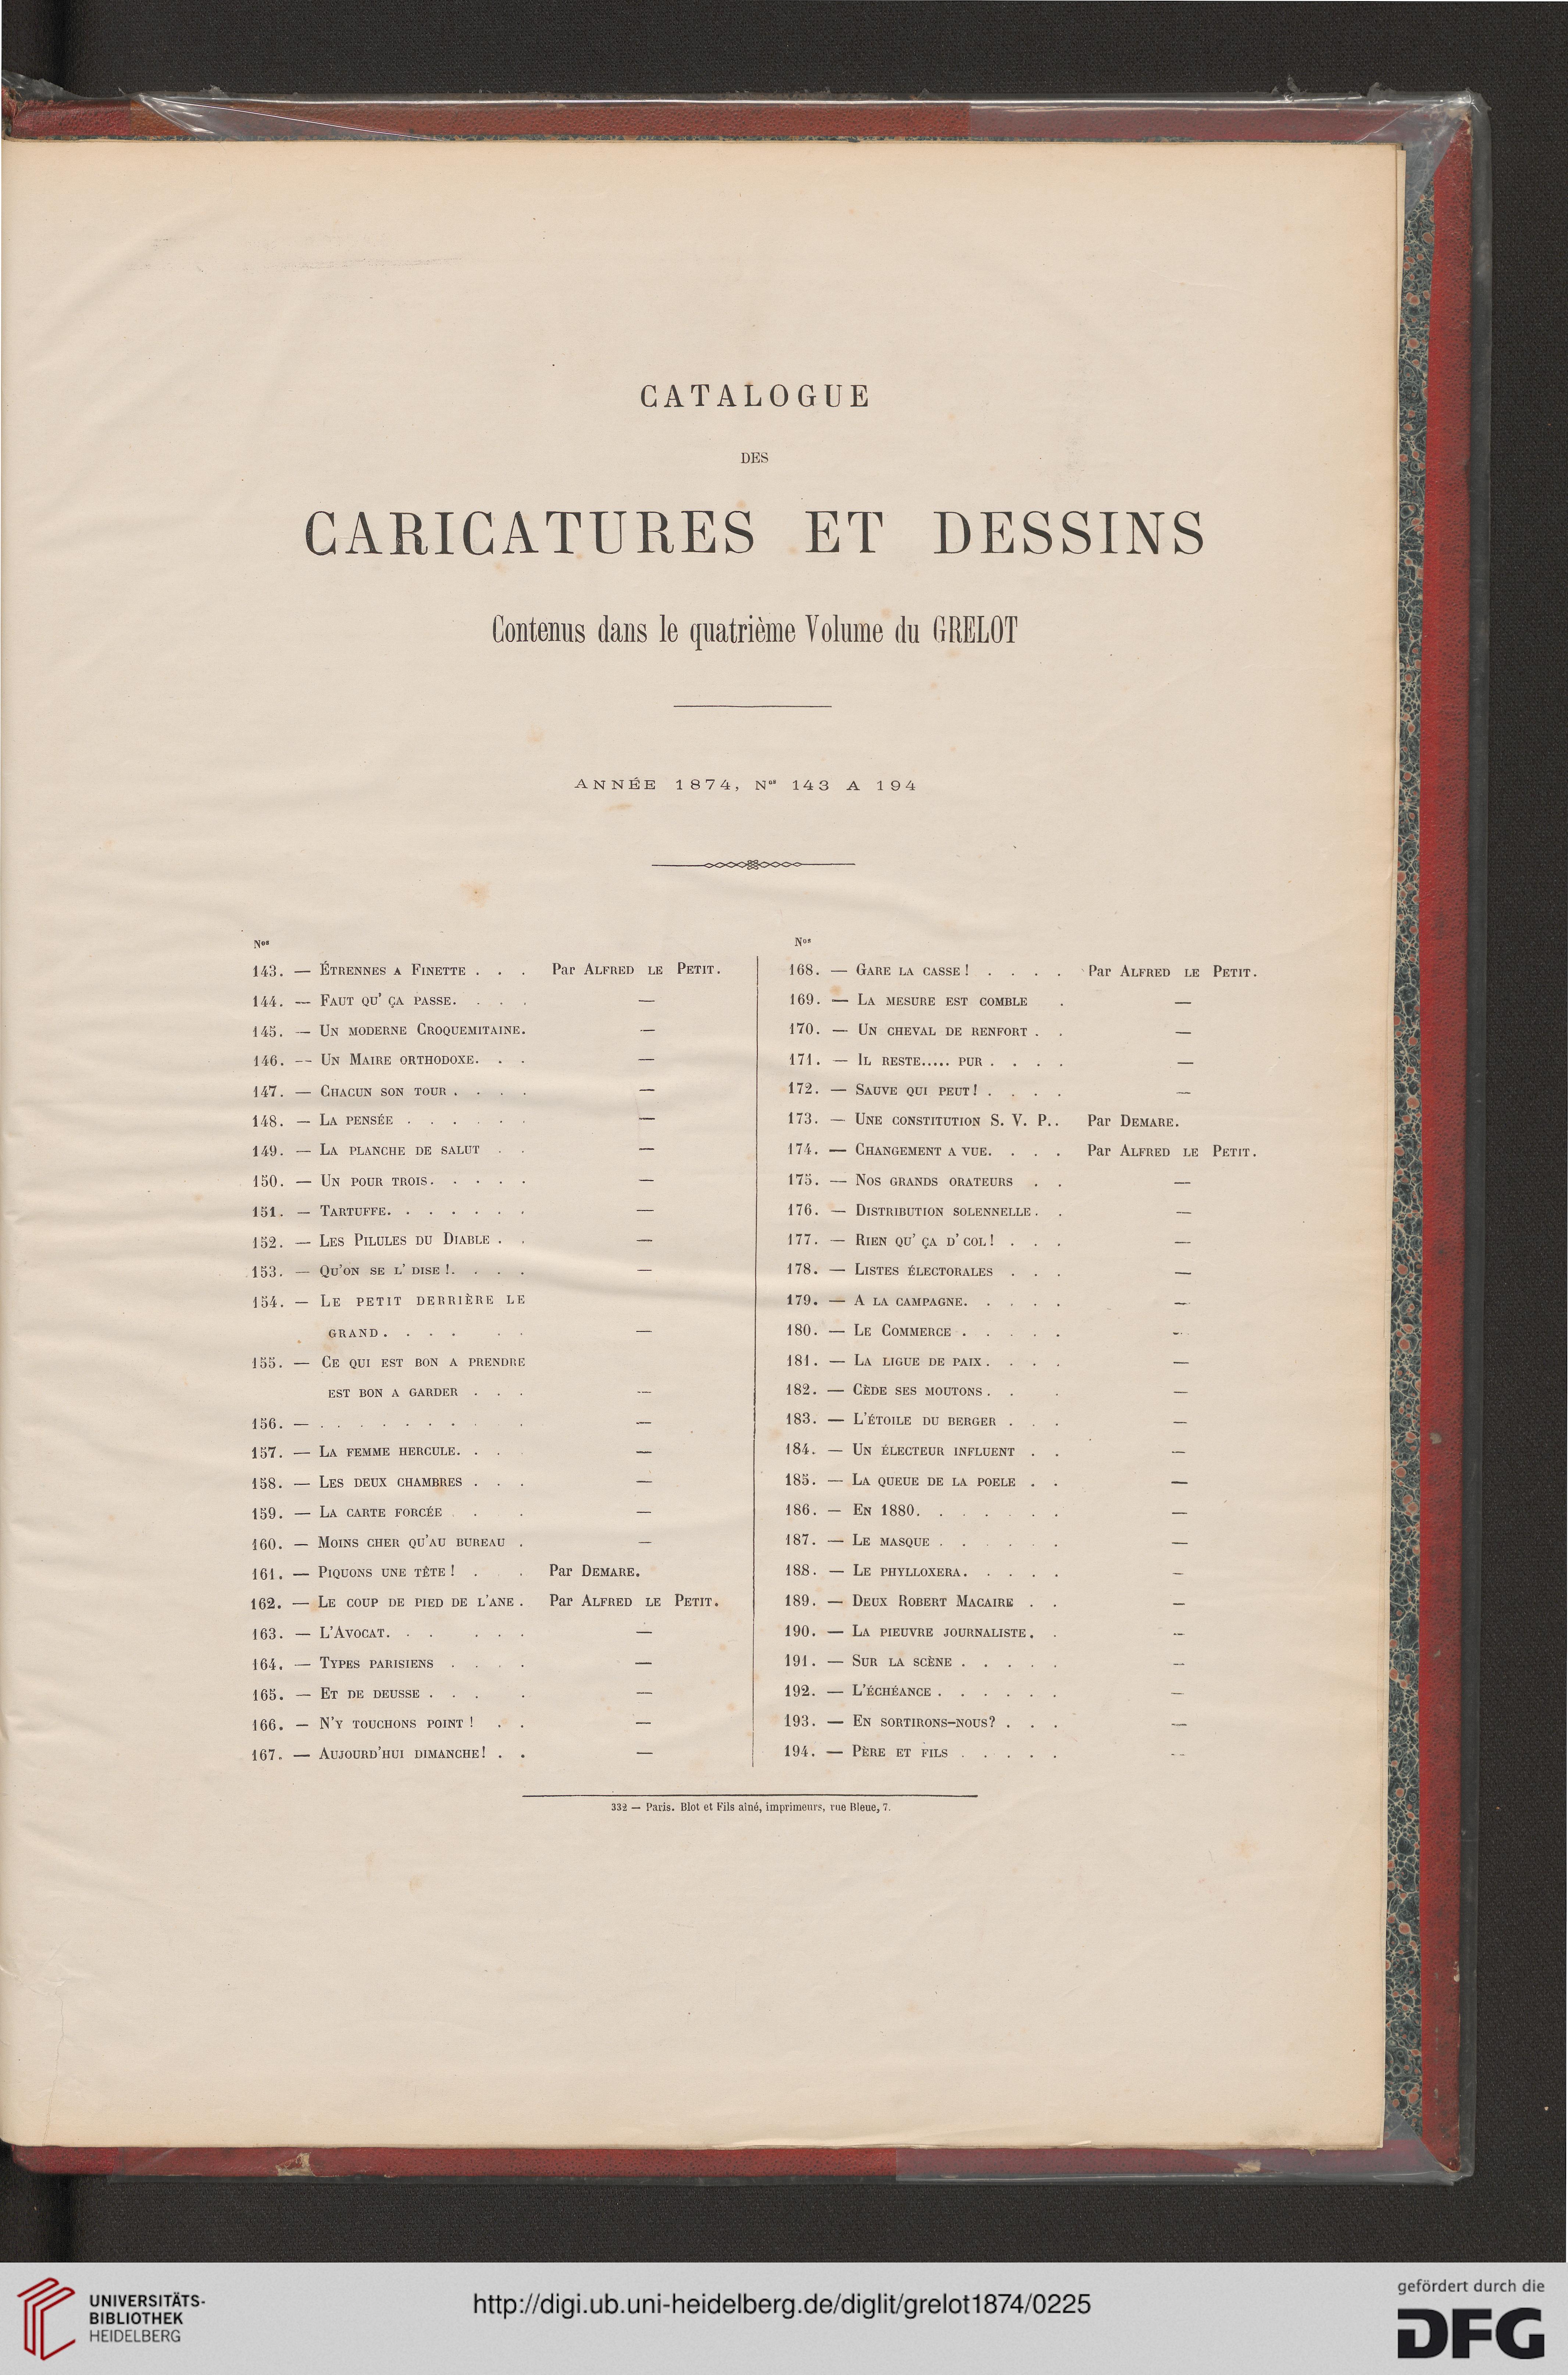 CATALOGUE
DES
CARICATURES ET DESSINS
Contenus dans le quatrième Volume du GRELOT
ANNÉE 1874, Nos 143 A 194
Nos
143. — ÉTRENNES A FINETTE . . . Par ALFRED LE PETIT.
144. — FAUT QU' ÇA PASSE. . . . —
145. — UN MODERNE CROQUEMITAINE. —
146. — UN MAIRE ORTHODOXE. . . —
147. — CHACUN SON TOUR . . . . —
148. — LA PENSÉE . . . . . . —
149. — LA PLANCHE DE SALUT . . —
150. — UN POUR TROIS. . . . . —
151. — TARTUFFE. . . . . . . —
152. — LES PILULES DU DIABLE . . —
153. — QU'ON SE L' DISE !. . . . —
154. — LE PETIT DERRIÈRE LE
GRAND. . . . . . —
155. — CE QUI EST BON A PRENDRE
EST BON A GARDER . . . —
156. — . . . . . . . . . —
157. — LA FEMME HERCULE. . . —
158. — LES DEUX CHAMBRES . . . —
159. — LA CARTE FORCÉE . . . —
160. — MOINS CHER QU'AU BUREAU . —
161. — PIQUONS UNE TÊTE ! . . Par DEMARE.
162. — LE COUP DE PIED DE L'ANE . Par ALFRED LE PETIT.
163. — L'AVOCAT. . . . . . —
164. — TYPES PARISIENS . . . . —
165. — ET DE DEUSSE . . . . —
166. — N'Y TOUCHONS POINT ! . . —
167. — AUJOURD'HUI DIMANCHE! . . —
Nos
168. — GARE LA CASSE ! . . . . Par ALFRED LE PETIT.
169. — LA MESURE EST COMBLE . —
170. — UN CHEVAL DE RENFORT . . —
171. — IL RESTE..... PUR . . . . —
172. — SAUVE QUI PEUT ! . . . . —
173. — UNE CONSTITUTION S. V. P.. Par DEMARE.
174. — CHANGEMENT A VUE. . . . Par ALFRED LE PETIT.
175. — NOS GRANDS ORATEURS . . —
176. — DISTRIBUTION SOLENNELLE. . —
177. — RIEN QU' ÇA D' COL ! . . . —
178. — LISTES ÉLECTORALES . . . —
179. — A LA CAMPAGNE. . . . . —
180. — LE COMMERCE . . . . . —
181. — LA LIGUE DE PAIX. . . . —
182. — CÈDE SES MOUTONS. . . —
183. — L'ÉTOILE DU BERGER . . . —
184. — UN ÉLECTEUR INFLUENT . . —
185. — LA QUEUE DE LA POELE . . —
186. — EN 1880. . . . . . . —
187. — LE MASQUE . . . . . . —
188. — LE PHYLLOXERA. . . . . —
189. — DEUX ROBERT MACAIRE . . —
190. — LA PIEUVRE JOURNALISTE. . —
191. — SUR LA SCÈNE . . . . . —
192. — L'ÉCHÉANCE . . . . . . —
193. — EN SORTIRONS-NOUS? . . . —
194. — PÈRE ET FILS . . . . . —
332 — Paris. Blot et Fils aîné, imprimeurs, rue Bleue, 7.
UNIVERSITÄTS-
BIBLIOTHEK
HEIDELBERG
http://digi.ub.uni-heidelberg.de/diglit/grelot1874/0225
gefördert durch die
DFG